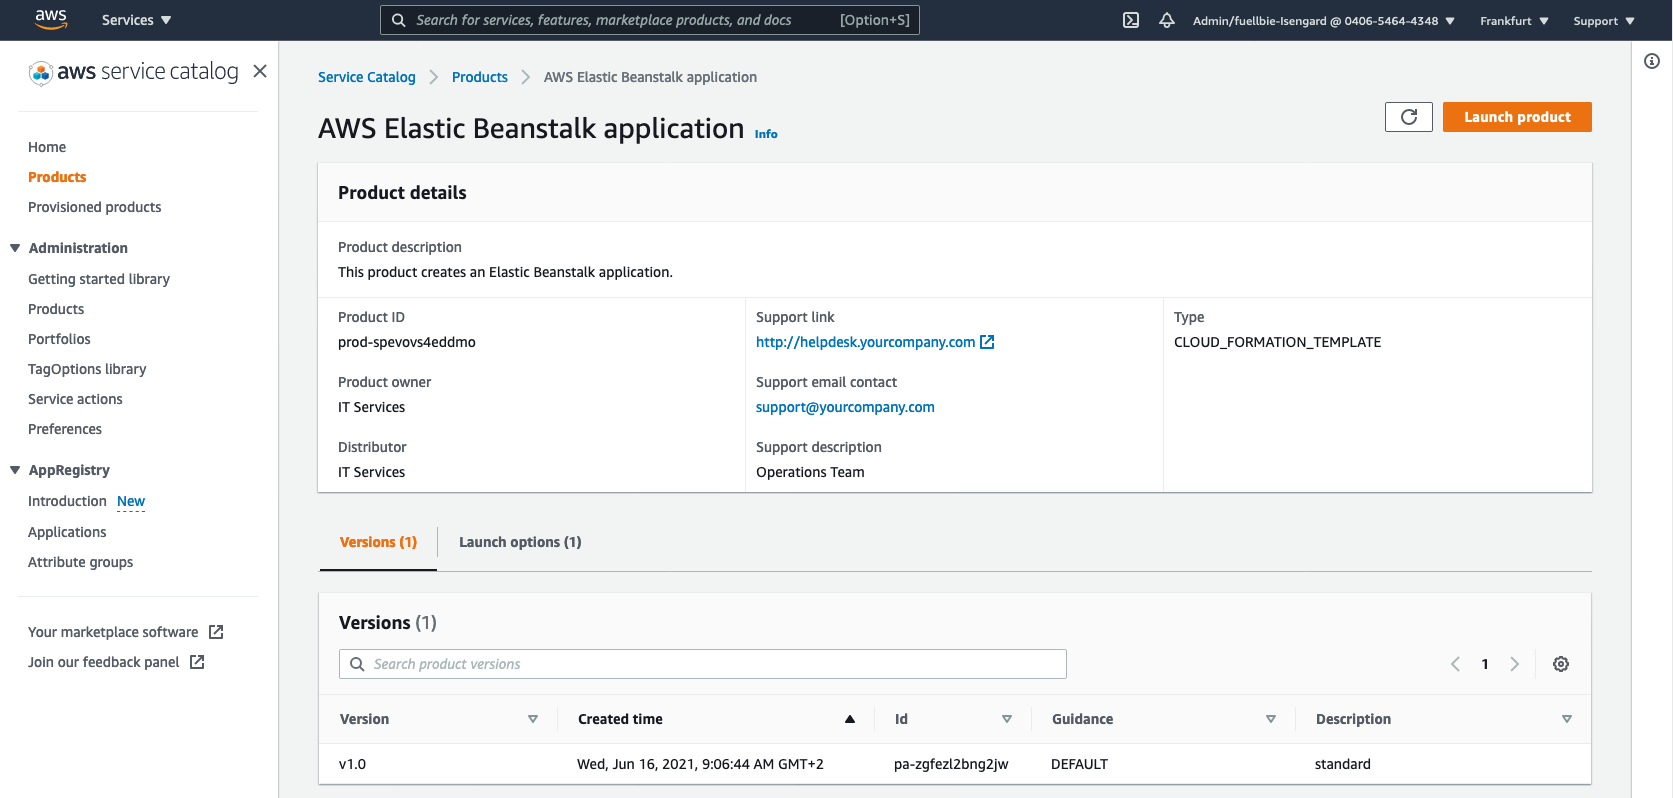 aws
Services
Search for services, features, marketplace products, and docs [Option+S]
Admin/fuellbie-Isengard @ 0406-5464-4348
Frankfurt
Support
aws service catalog
Home
Products
Provisioned products
Administration
Getting started library
Products
Portfolios
TagOptions library
Service actions
Preferences
AppRegistry
Introduction New
Applications
Attribute groups
Your marketplace software
Join our feedback panel
Service Catalog > Products > AWS Elastic Beanstalk application
AWS Elastic Beanstalk application Info
Launch product
Product details
Product description
This product creates an Elastic Beanstalk application.
Product ID
prod-spevovs4eddmo
Product owner
IT Services
Distributor
IT Services
Support link
http://helpdesk.yourcompany.com
Support email contact
support@yourcompany.com
Support description
Operations Team
Type
CLOUD_FORMATION_TEMPLATE
Versions (1)
Launch options (1)
Versions (1)
Search product versions
1
Version Created time Id Guidance Description
v1.0 Wed, Jun 16, 2021, 9:06:44 AM GMT+2 pa-zgfezl2bng2jw DEFAULT standard